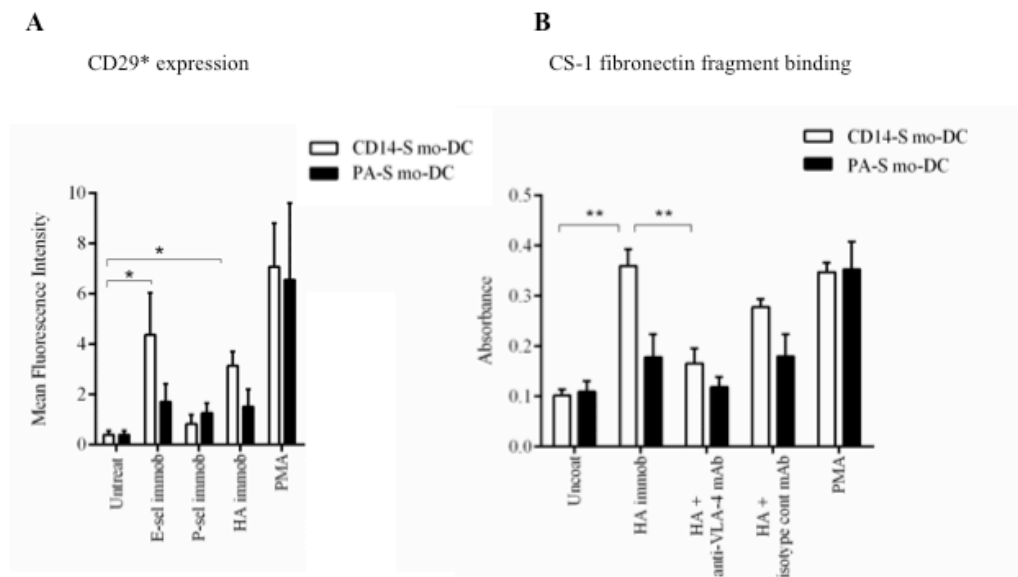 A
CD29* expression
CD14-S mo-DC
PA-S mo-DC
Mean Fluorescence Intensity
10
8
6
4
2
0
*
*
Untreat
E-sel immob
P-sel immob
HA immob
PMA
B
CS-1 fibronectin fragment binding
CD14-S mo-DC
PA-S mo-DC
Absorbance
0.5
0.4
0.3
0.2
0.1
0.0
**
**
Uncoat
HA immob
HA +
anti-VLA-4 mAb
HA +
isotype cont mAb
PMA